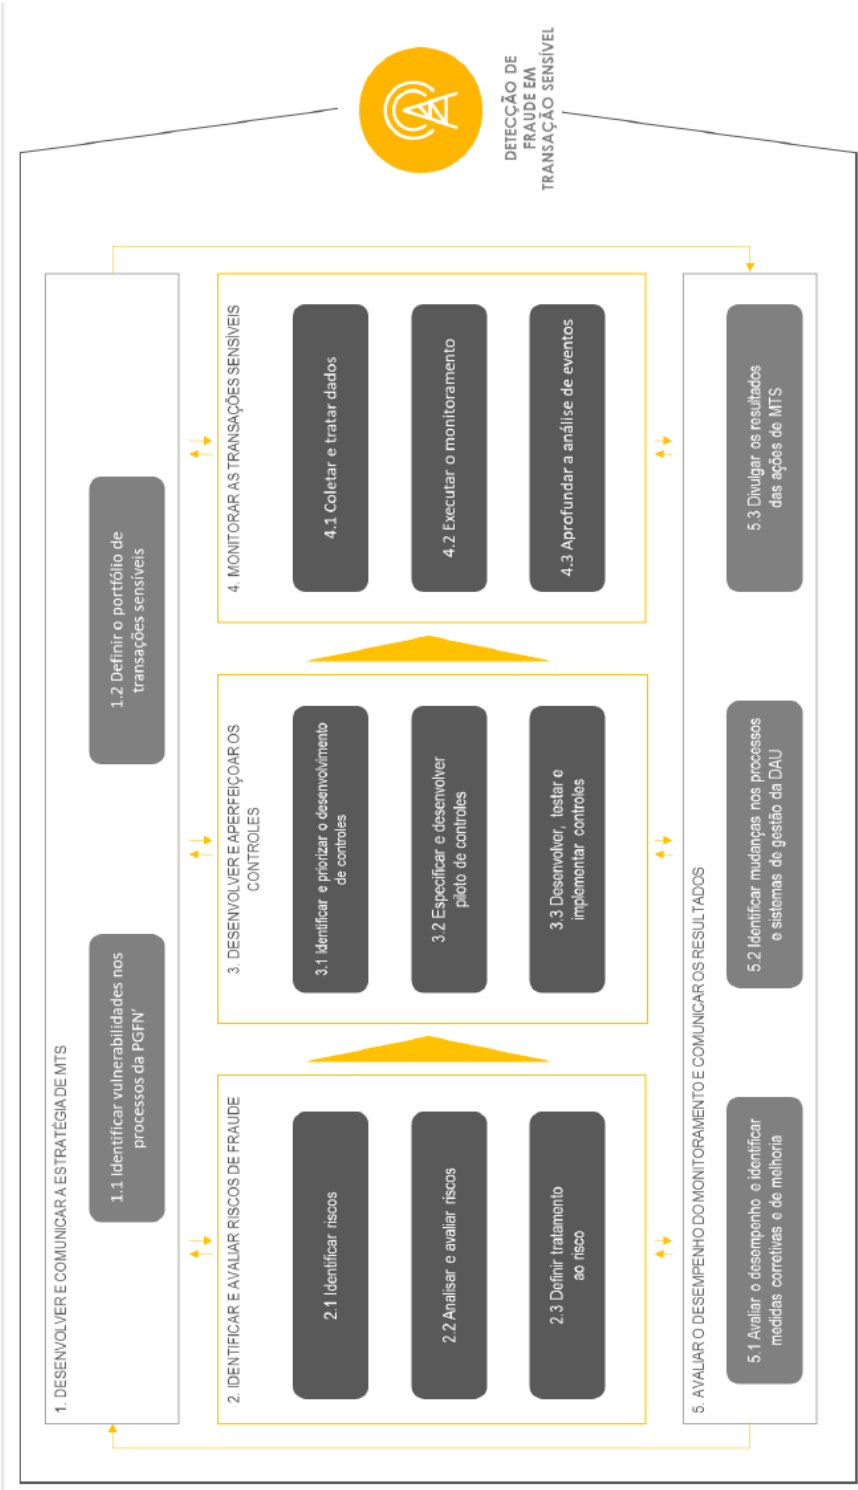 1. DESENVOLVER E COMUNICAR A ESTRATÉGIA DE MTS
1.1 Identificar vulnerabilidades nos
processos da PGFN'
1.2 Definir o portfólio de
transações sensíveis
2. IDENTIFICAR E AVALIAR RISCOS DE FRAUDE
2.1 Identificar riscos
2.2 Analisar e avaliar riscos
2.3 Definir tratamento
ao risco
3. DESENVOLVER E APERFEIÇOAR OS
CONTROLES
3.1 Identificar e priorizar o desenvolvimento
de controles
3.2 Especificar e desenvolver
piloto de controles
3.3 Desenvolver, testar e
implementar controles
4. MONITORAR AS TRANSAÇÕES SENSÍVEIS
4.1 Coletar e tratar dados
4.2 Executar o monitoramento
4.3 Aprofundar a análise de eventos
5. AVALIAR O DESEMPENHO DO MONITORAMENTO E COMUNICAR OS RESULTADOS
5.1 Avaliar o desempenho e identificar
medidas corretivas e de melhoria
5.2 Identificar mudanças nos processos
e sistemas de gestão da DAU
5.3 Divulgar os resultados
das ações de MTS
DETECÇÃO DE
FRAUDE EM
TRANSAÇÃO SENSÍVEL